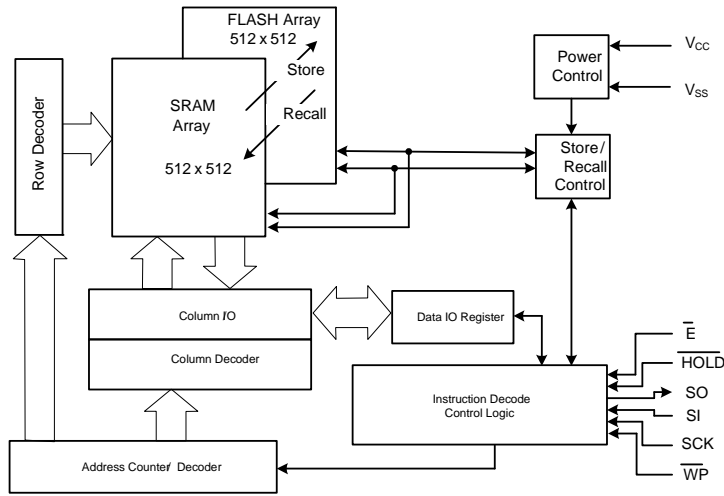 FLASH Array
512 x 512
Store
Recall
SRAM
Array
512 x 512
Row Decoder
Power
Control
VCC
VSS
Store/
Recall
Control
Column I/O
Column Decoder
Data IO Register
Instruction Decode
Control Logic
E
HOLD
SO
SI
SCK
WP
Address Counter/ Decoder